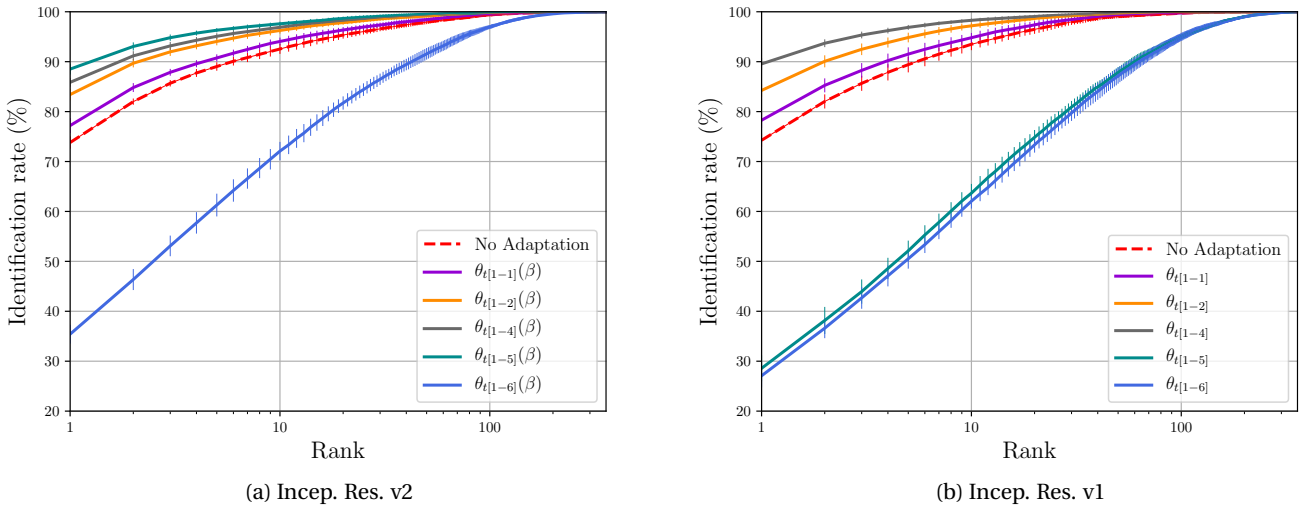 100
90
80
70
60
50
40
30
20
1
10
100
Identification rate (%)
Rank
No Adaptation
θt[1−1](β)
θt[1−2](β)
θt[1−4](β)
θt[1−5](β)
θt[1−6](β)
(a) Incep. Res. v2
100
90
80
70
60
50
40
30
20
1
10
100
Identification rate (%)
Rank
No Adaptation
θt[1−1]
θt[1−2]
θt[1−4]
θt[1−5]
θt[1−6]
(b) Incep. Res. v1